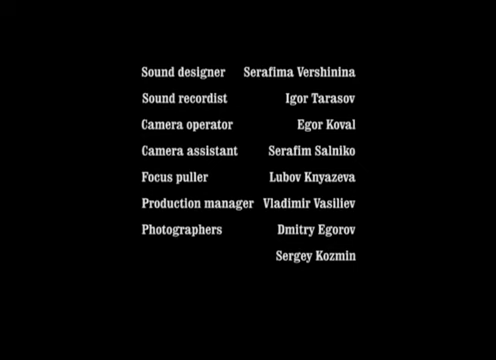 Sound designer Serafima Vershinina
Sound recordist Igor Tarasov
Camera operator Egor Koval
Camera assistant Serafim Salniko
Focus puller Lubov Knyazeva
Production manager Vladimir Vasiliev
Photographers Dmitry Egorov
Sergey Kozmin